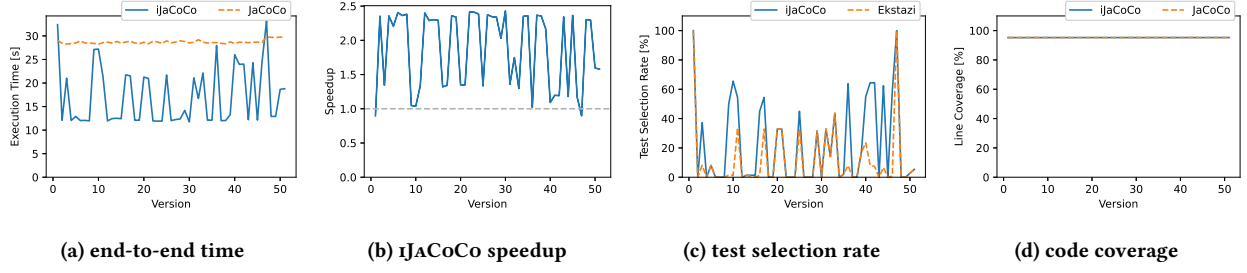 iJaCoCo JaCoCo
Execution Time [s]
30
25
20
15
10
5
0
0 10 20 30 40 50
Version
(a) end-to-end time
Speedup
2.5
2.0
1.5
1.0
0.5
0.0
0 10 20 30 40 50
Version
(b) iJaCoCo speedup
iJaCoCo Ekstazi
Test Selection Rate [%]
100
80
60
40
20
0
0 10 20 30 40 50
Version
(c) test selection rate
iJaCoCo JaCoCo
Line Coverage [%]
100
80
60
40
20
0
0 10 20 30 40 50
Version
(d) code coverage